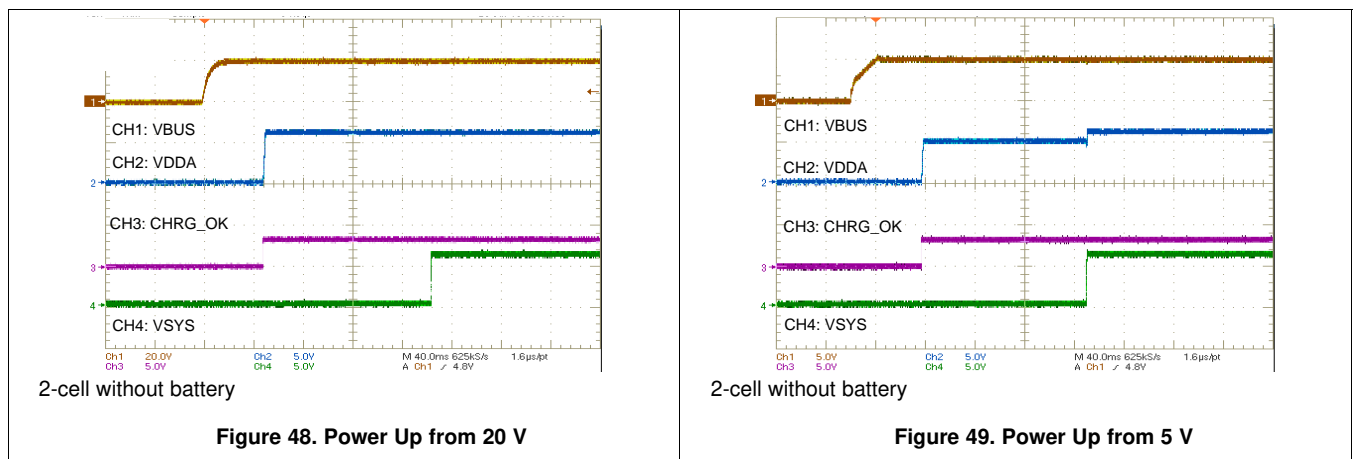 1
CH1: VBUS
CH2: VDDA
2
CH3: CHRG_OK
3
4
CH4: VSYS
Ch1 20.0V Ch2 5.0V M 40.0ms 625kS/s 1.6µs/pt
Ch3 5.0V Ch4 5.0V A Ch1 / 4.8V
2-cell without battery
Figure 48. Power Up from 20 V
1
CH1: VBUS
CH2: VDDA
2
CH3: CHRG_OK
3
4
CH4: VSYS
Ch1 5.0V Ch2 5.0V M 40.0ms 625kS/s 1.6µs/pt
Ch3 5.0V Ch4 5.0V A Ch1 / 4.8V
2-cell without battery
Figure 49. Power Up from 5 V